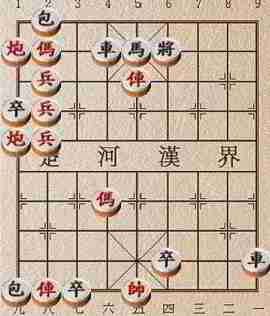 1 2 3 4 5 6 7 8 9
包
炮 傌 車 馬 將
兵 俥
卒 兵
炮 兵
楚 河 漢 界
傌
卒 車
包 俥 卒 帥
九 八 七 六 五 四 三 二 一